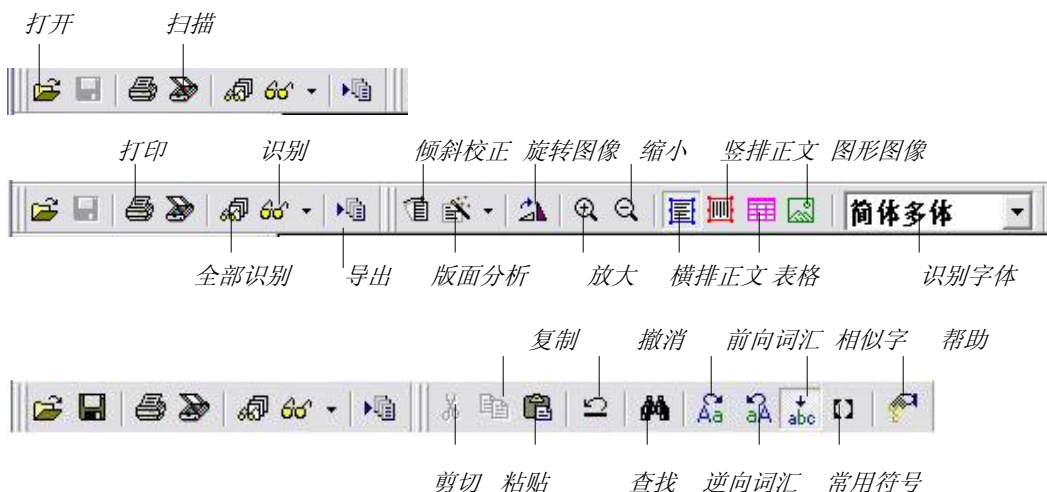 打开 扫描
打印 识别 倾斜校正 旋转图像 缩小 竖排正文 图形图像
简体多体
全部识别 导出 版面分析 放大 横排正文 表格 识别字体
复制 撤消 前向词汇 相似字 帮助
Aa aA abc
剪切 粘贴 查找 逆向词汇 常用符号